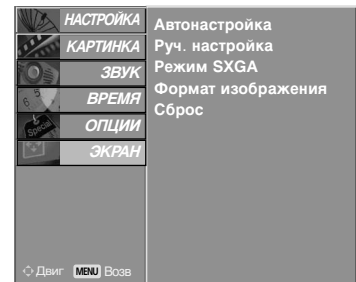 НАСТРОЙКА
КАРТИНКА
ЗВУК
ВРЕМЯ
ОПЦИИ
ЭКРАН
Автонастройка
Руч. настройка
Режим SXGA
Формат изображения
Сброс
Двиг MENU Возв